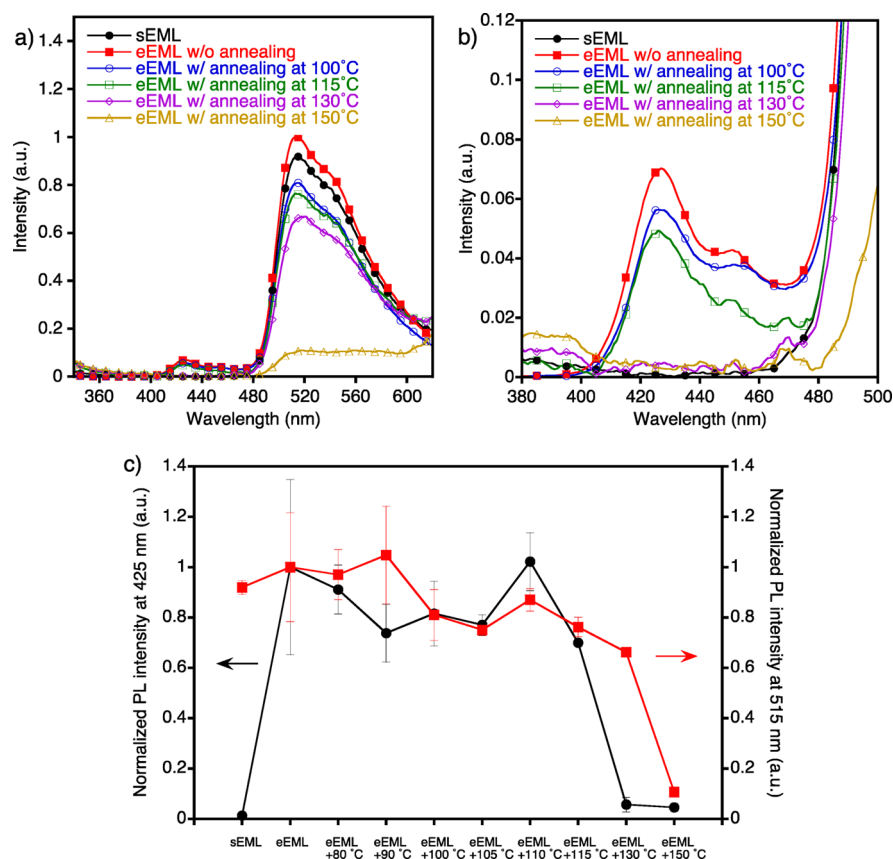 a)
sEML
eEML w/o annealing
eEML w/ annealing at 100˚C
eEML w/ annealing at 115˚C
eEML w/ annealing at 130˚C
eEML w/ annealing at 150˚C
Intensity (a.u.)
1.4
1.2
1
0.8
0.6
0.4
0.2
0
360 400 440 480 520 560 600
Wavelength (nm)
b)
sEML
eEML w/o annealing
eEML w/ annealing at 100˚C
eEML w/ annealing at 115˚C
eEML w/ annealing at 130˚C
eEML w/ annealing at 150˚C
Intensity (a.u.)
0.12
0.1
0.08
0.06
0.04
0.02
0
380 400 420 440 460 480 500
Wavelength (nm)
c)
Normalized PL intensity at 425 nm (a.u.)
1.4
1.2
1
0.8
0.6
0.4
0.2
0
1.4
1.2
1
0.8
0.6
0.4
0.2
0
Normalized PL intensity at 515 nm
(a.u.)
sEML
eEML
eEML
+80 ˚C
eEML
+90 ˚C
eEML
+100 ˚C
eEML
+105 ˚C
eEML
+110 ˚C
eEML
+115 ˚C
eEML
+130 ˚C
eEML
+150 ˚C